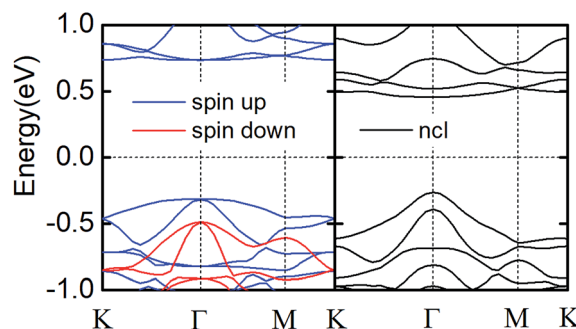 Energy(eV)
1.0
0.5
0.0
-0.5
-1.0
spin up
spin down
ncl
K Γ M K Γ M K